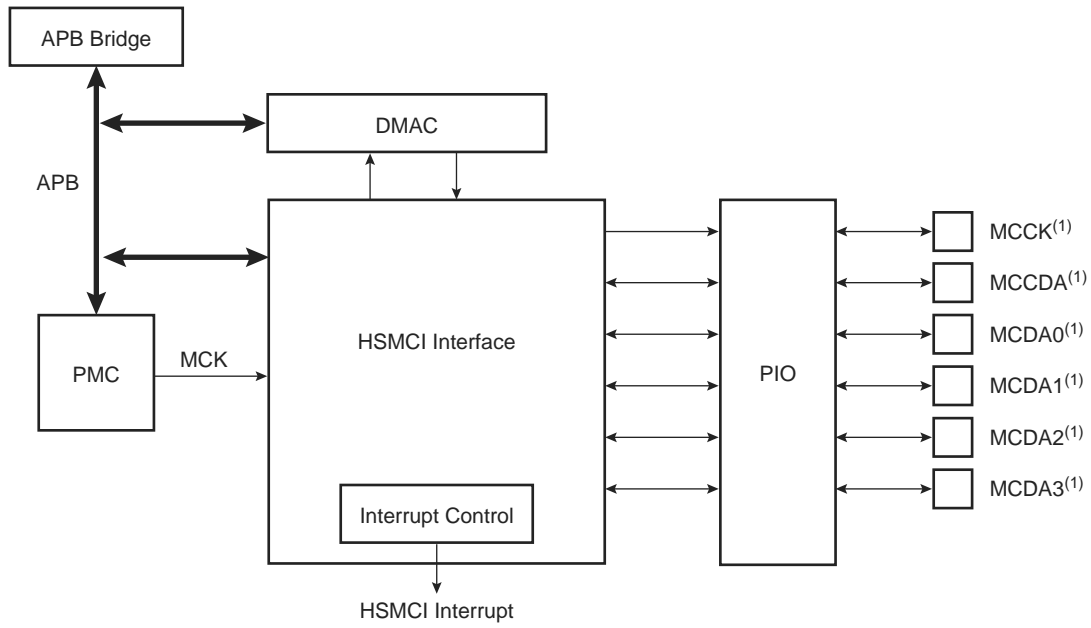 APB Bridge
DMAC
APB
MCCK(1)
MCCDA(1)
HSMCI Interface
MCDA0(1)
PMC
MCK
PIO
MCDA1(1)
MCDA2(1)
MCDA3(1)
Interrupt Control
HSMCI Interrupt